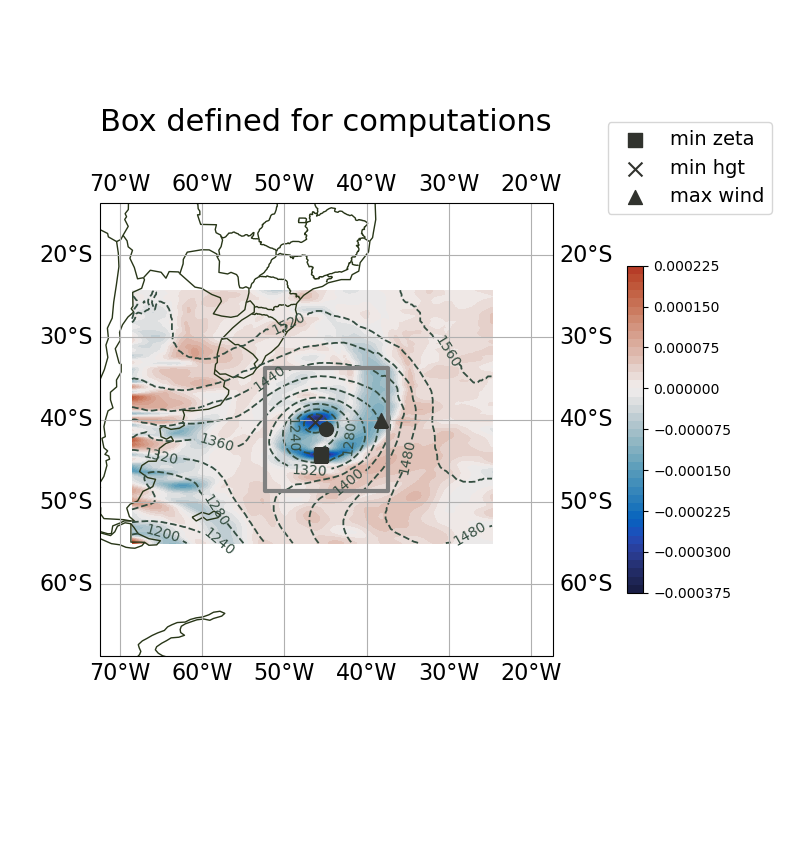 Box defined for computations
min zeta
min hgt
max wind
70°W 60°W 50°W 40°W 30°W 20°W
20°S 20°S
30°S 30°S
40°S 40°S
50°S 50°S
60°S 60°S
70°W 60°W 50°W 40°W 30°W 20°W
1520
1560
1440
1360
1240
1280
1320
1320
1480
1400
1280
1200
1240
1480
0.000225
0.000150
0.000075
0.000000
−0.000075
−0.000150
−0.000225
−0.000300
−0.000375